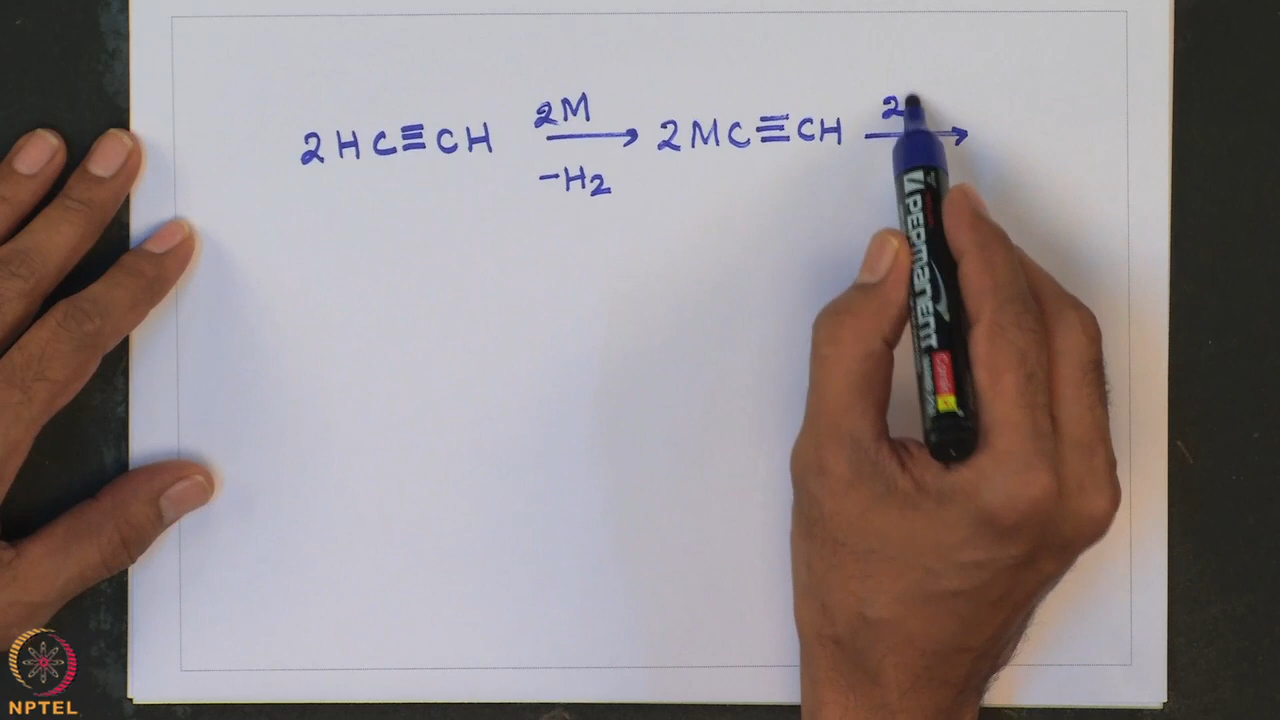 2M 2
2HC≡CH → 2MC≡CH →
-H₂
PERMANENT
NPTEL